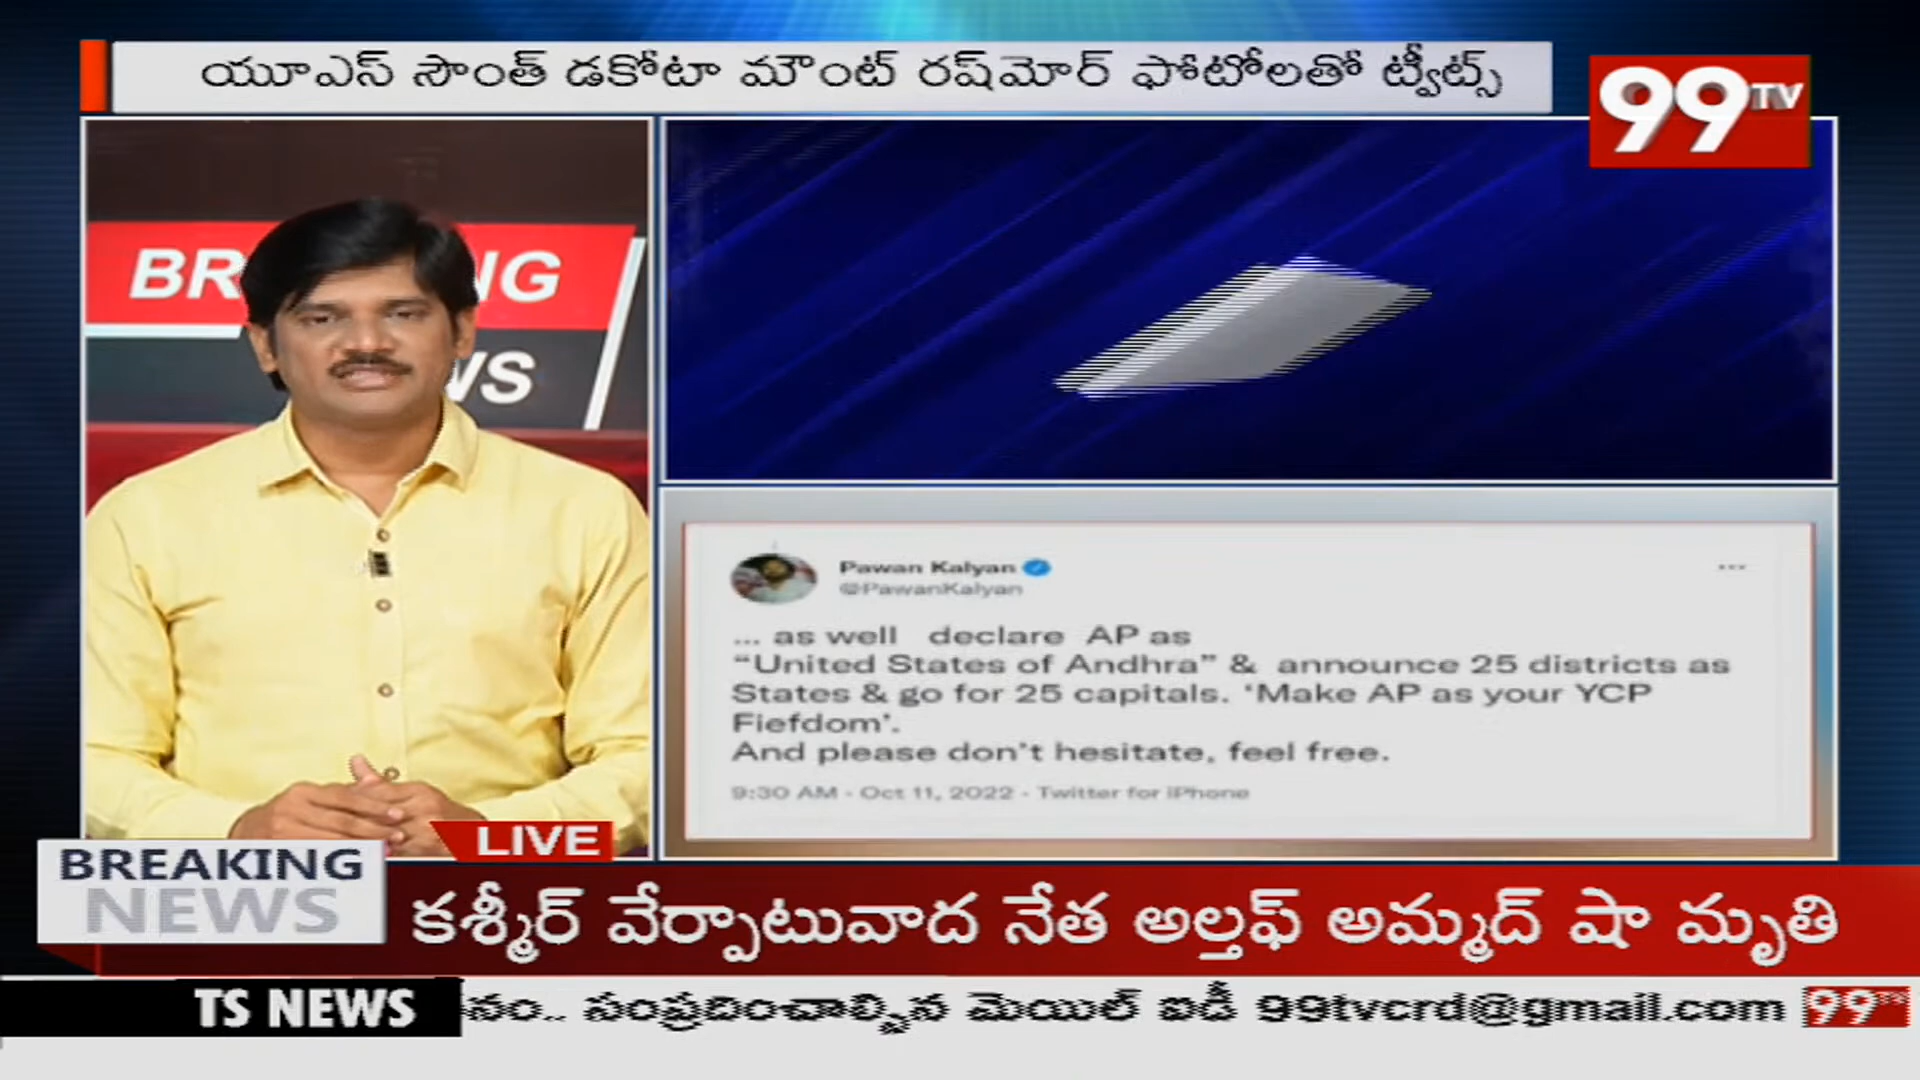 యూఎస్ సౌంత్ డకోటా మౌంట్ రష్‌మోర్ ఫోటోలతో ట్వీట్స్
99TV
BR NG
WS
Pawan Kalyan
@PawanKalyan
... as well declare AP as
“United States of Andhra” & announce 25 districts as
States & go for 25 capitals. ‘Make AP as your YCP
Fiefdom’.
And please don’t hesitate, feel free.
9:30 AM · Oct 11, 2022 · Twitter for iPhone
LIVE
BREAKING
NEWS
కశ్మీర్ వేర్పాటువాద నేత అల్తఫ్ అమ్మద్ షా మృతి
TS NEWS
నం.. సంప్రదించాల్సిన మెయిల్ ఐడీ 99tvcrd@gmail.com 99TV